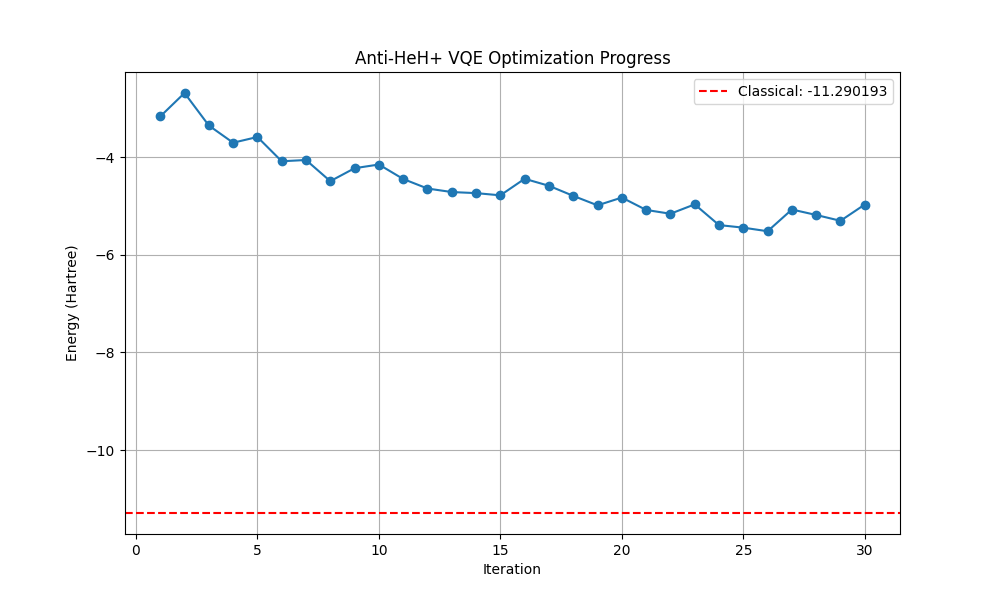 Anti-HeH+ VQE Optimization Progress
Classical: -11.290193
Energy (Hartree)
−4
−6
−8
−10
0 5 10 15 20 25 30
Iteration